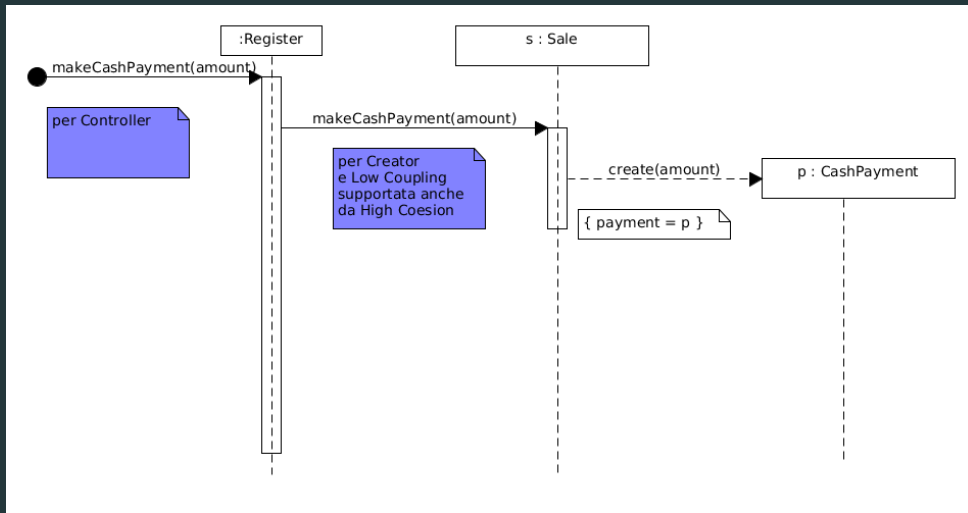 :Register
s : Sale
makeCashPayment(amount)
per Controller
makeCashPayment(amount)
per Creator
e Low Coupling
supportata anche
da High Coesion
create(amount)
p : CashPayment
{ payment = p }